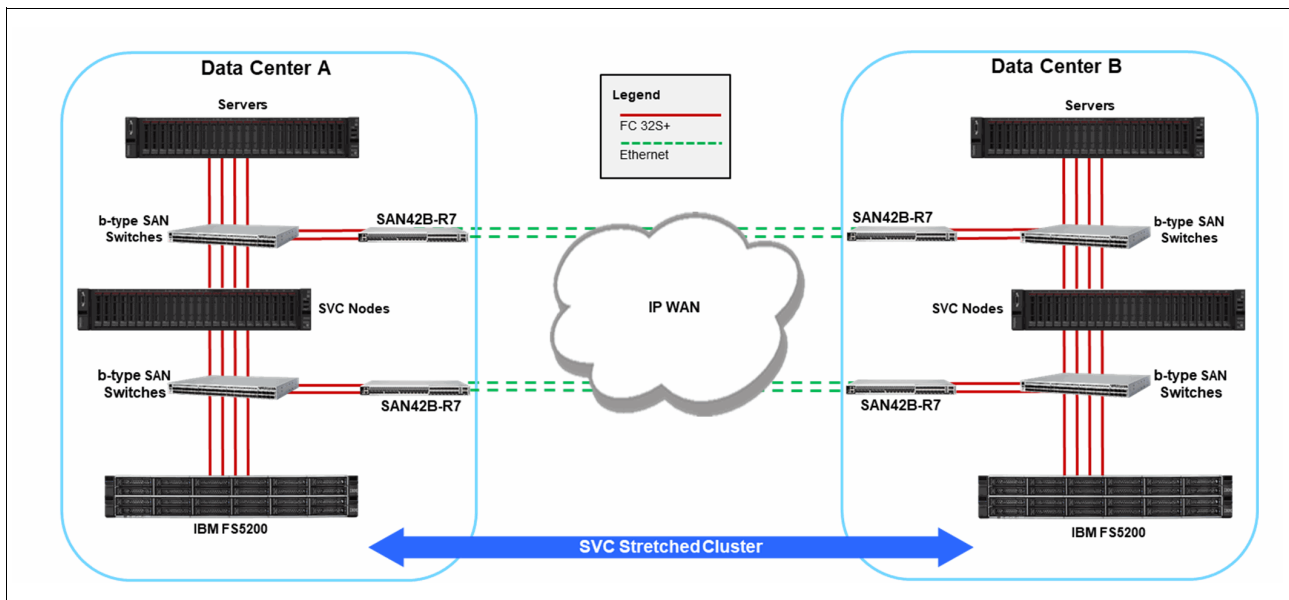 Data Center A
Servers
b-type SAN
Switches
SAN42B-R7
SVC Nodes
b-type SAN
Switches
SAN42B-R7
IBM FS5200
Legend
FC 32S+
Ethernet
IP WAN
SVC Stretched Cluster
Data Center B
Servers
SAN42B-R7
b-type SAN
Switches
SVC Nodes
b-type SAN
Switches
SAN42B-R7
IBM FS5200